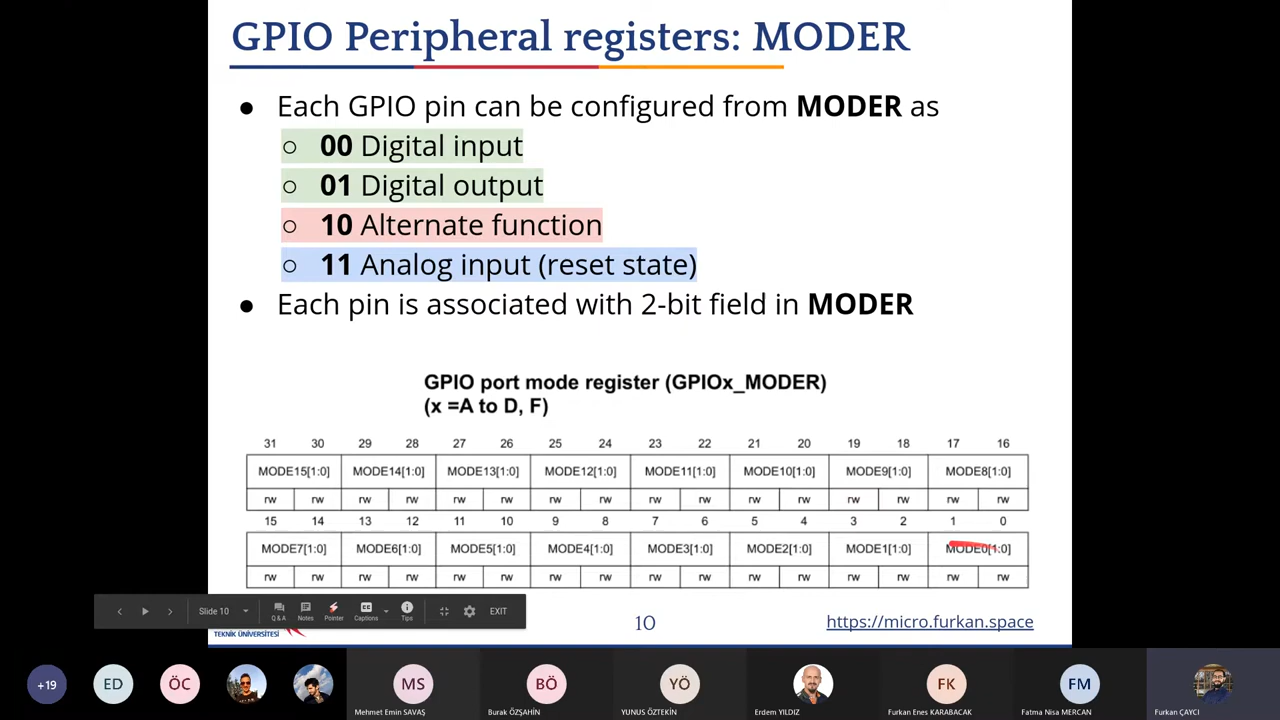 GPIO Peripheral registers: MODER
● Each GPIO pin can be configured from MODER as
○ 00 Digital input
○ 01 Digital output
○ 10 Alternate function
○ 11 Analog input (reset state)
● Each pin is associated with 2-bit field in MODER
GPIO port mode register (GPIOx_MODER)
(x =A to D, F)
31 30 29 28 27 26 25 24 23 22 21 20 19 18 17 16
MODE15[1:0] MODE14[1:0] MODE13[1:0] MODE12[1:0] MODE11[1:0] MODE10[1:0] MODE9[1:0] MODE8[1:0]
rw rw rw rw rw rw rw rw rw rw rw rw rw rw rw rw
15 14 13 12 11 10 9 8 7 6 5 4 3 2 1 0
MODE7[1:0] MODE6[1:0] MODE5[1:0] MODE4[1:0] MODE3[1:0] MODE2[1:0] MODE1[1:0] MODE0[1:0]
rw rw rw rw rw rw rw rw rw rw rw rw rw rw rw rw
Slide 10 Q&A Notes Pointer Captions Tips EXIT
TEKNİK ÜNİVERSİTESİ 10 https://micro.furkan.space
+19 ED ÖC MS BÖ YÖ FK FM
Mehmet Emin SAVAŞ Burak ÖZŞAHİN YUNUS ÖZTEKİN Erdem YILDIZ Furkan Enes KARABACAK Fatma Nisa MERCAN Furkan ÇAYCI